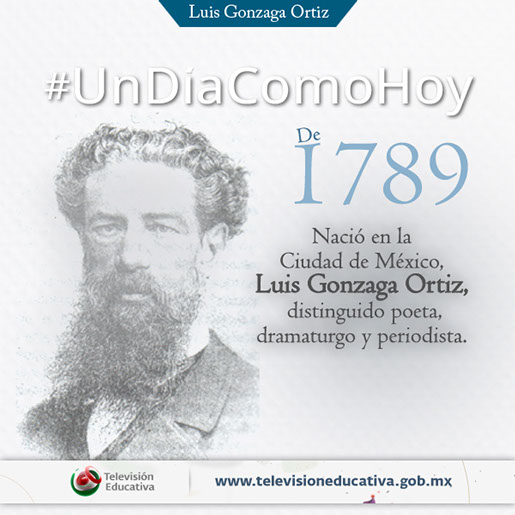 Luis Gonzaga Ortiz
#UnDiaComoHoy
De
1789
Nació en la
Ciudad de México,
Luis Gonzaga Ortiz,
distinguido poeta,
dramaturgo y periodista.
Televisión
Educativa
www.televisioneducativa.gob.mx